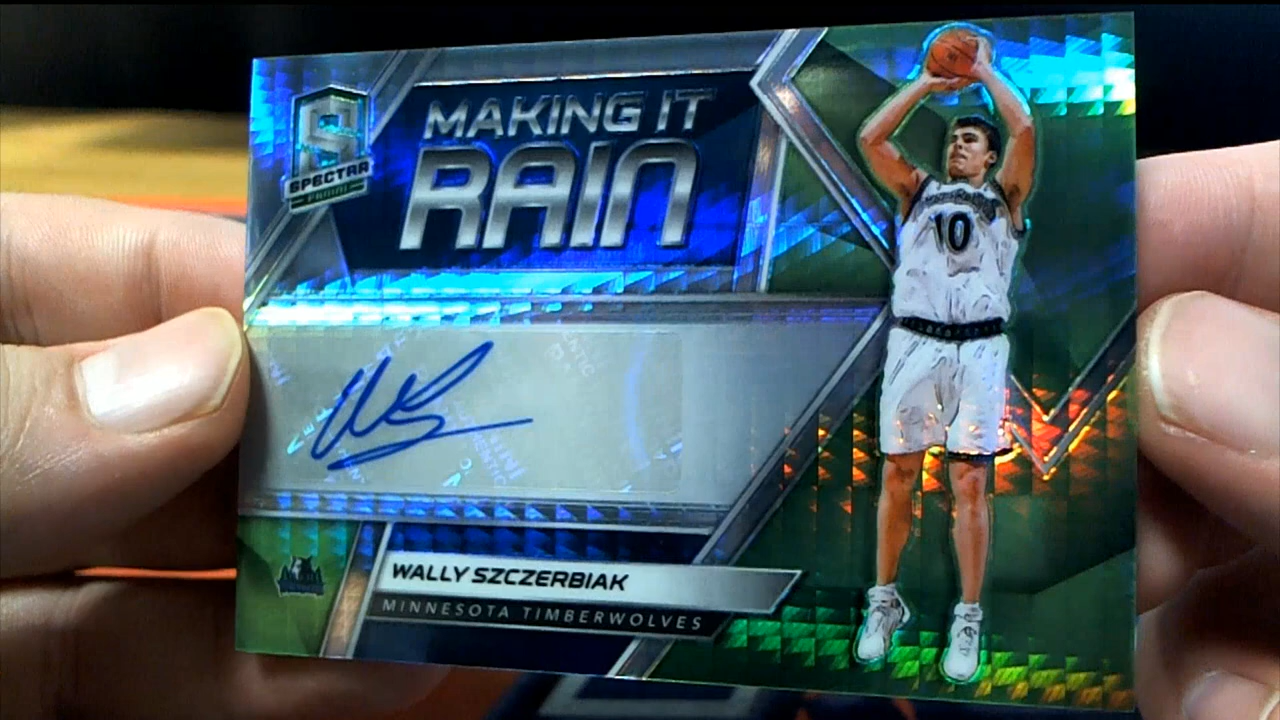 SPECTRA
PANINI
MAKING IT
RAIN
10
WALLY SZCZERBIAK
MINNESOTA TIMBERWOLVES